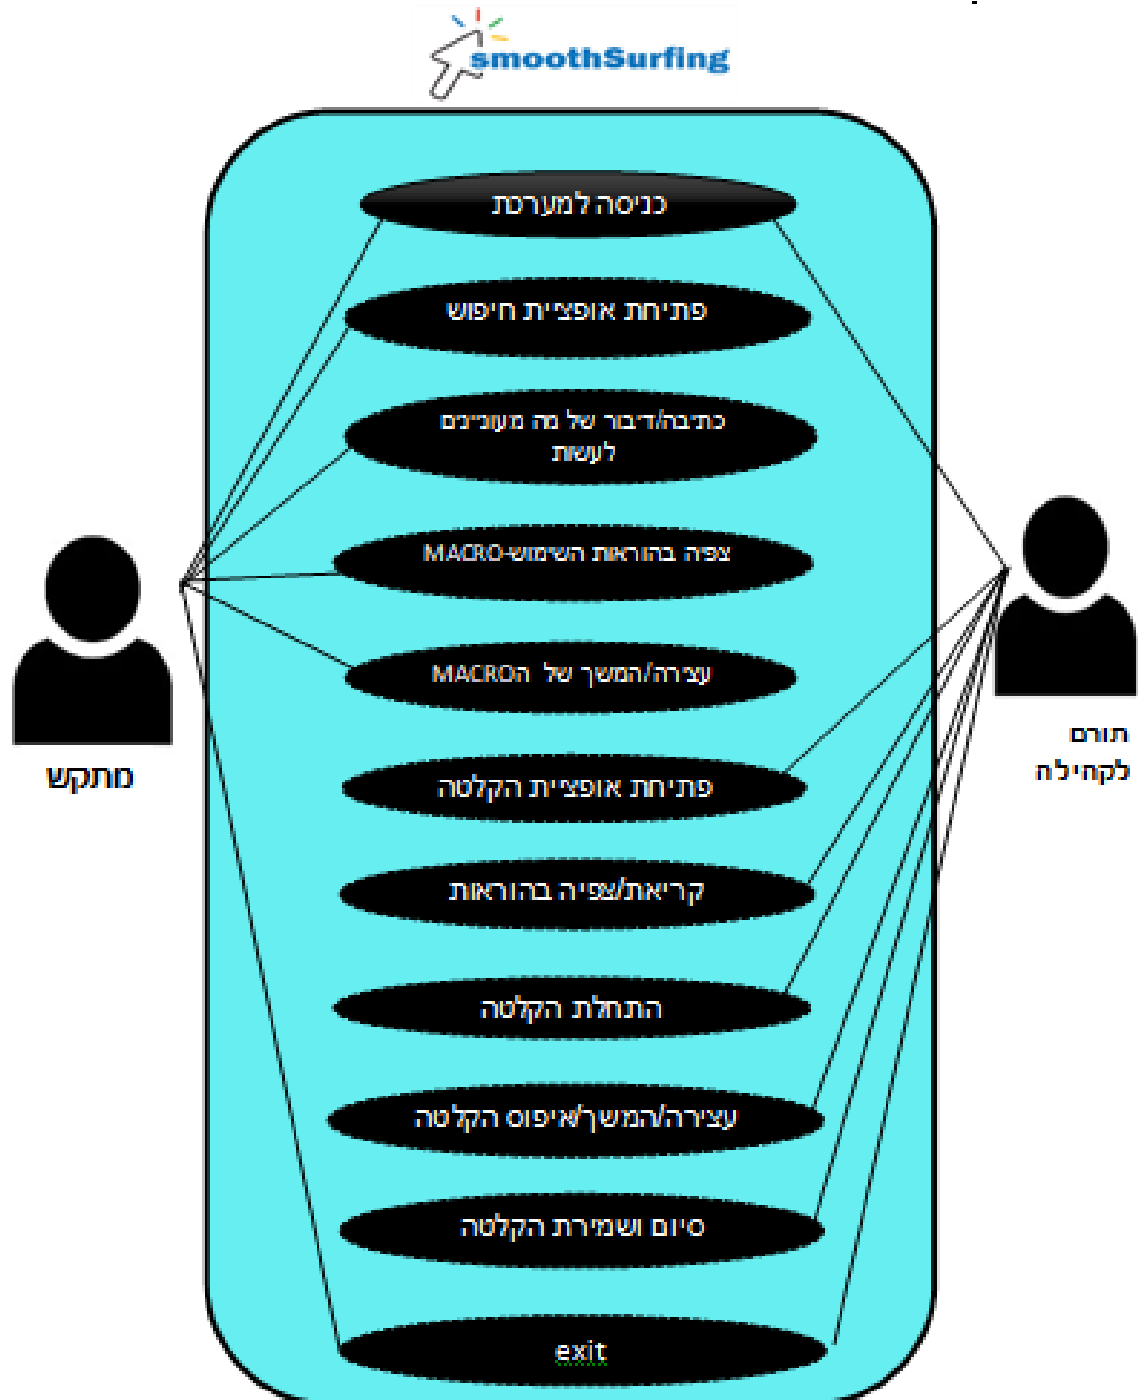 smoothSurfing
כניסה למערכת
פתיחת אופציית חיפוש
כתיבה/דיבור של מה מעוניינים
לעשות
צפיה בהוראות השימוש-MACRO
עצירה/המשך של הMACRO
פתיחת אופציית הקלטה
קריאת/צפיה בהוראות
התחלת הקלטה
עצירה/המשך/איפוס הקלטה
סיום ושמירת הקלטה
exit
מתקש
תורם
לקהילה